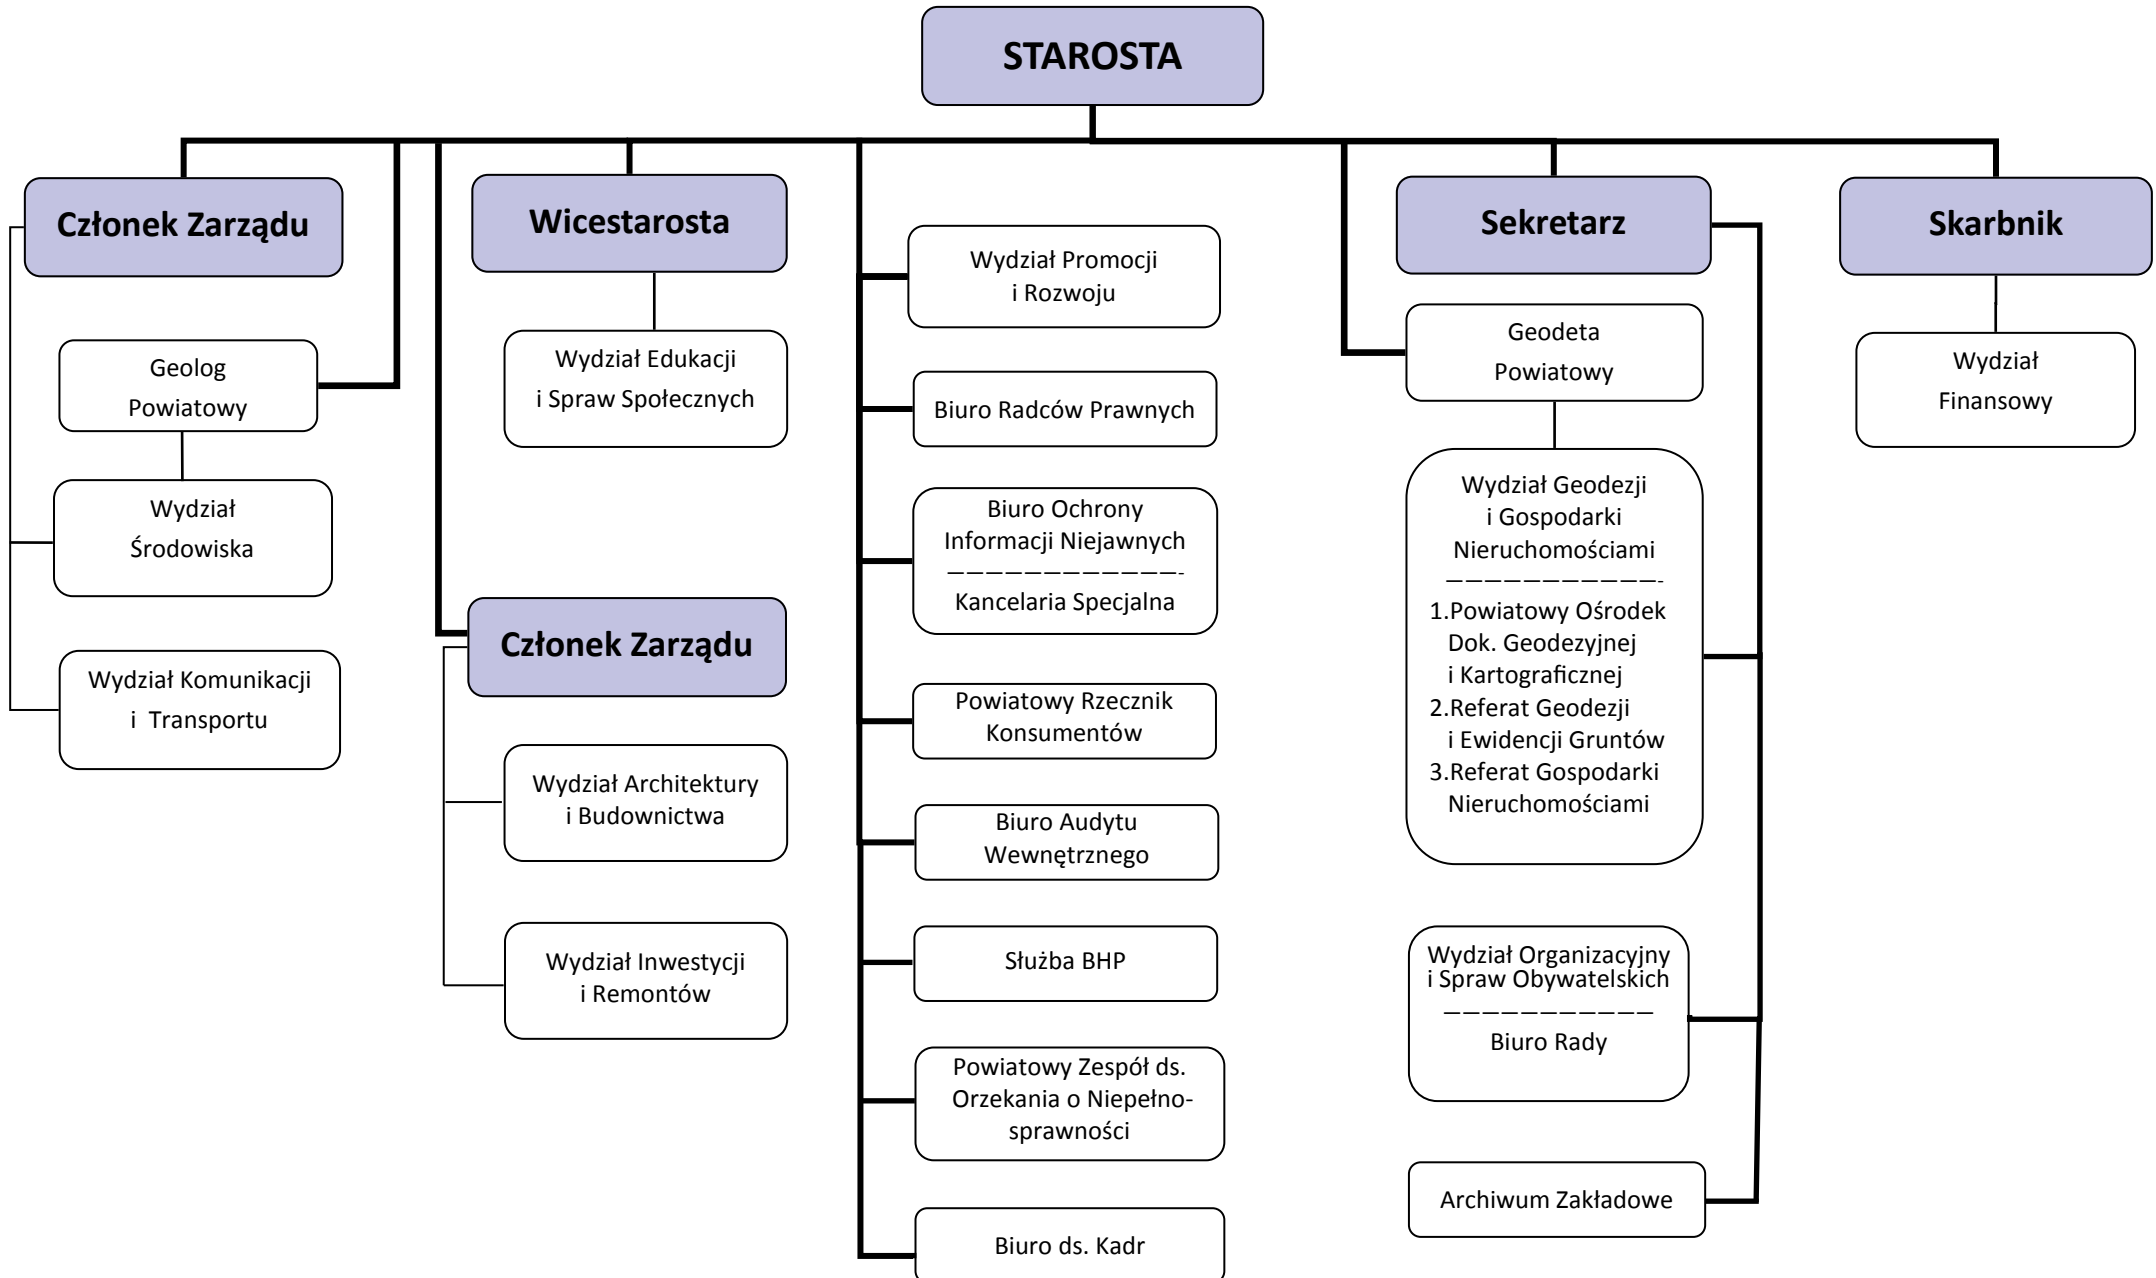 STAROSTA
Członek Zarządu
Geolog
Powiatowy
Wydział
Środowiska
Wydział Komunikacji
i Transportu
Wicestarosta
Wydział Edukacji
i Spraw Społecznych
Członek Zarządu
Wydział Architektury
i Budownictwa
Wydział Inwestycji
i Remontów
Wydział Promocji
i Rozwoju
Biuro Radców Prawnych
Biuro Ochrony
Informacji Niejawnych
————————————-
Kancelaria Specjalna
Powiatowy Rzecznik
Konsumentów
Biuro Audytu
Wewnętrznego
Służba BHP
Powiatowy Zespół ds.
Orzekania o Niepełno-
sprawności
Biuro ds. Kadr
Sekretarz
Geodeta
Powiatowy
Wydział Geodezji
i Gospodarki
Nieruchomościami
———————————-
1.Powiatowy Ośrodek
Dok. Geodezyjnej
i Kartograficznej
2.Referat Geodezji
i Ewidencji Gruntów
3.Referat Gospodarki
Nieruchomościami
Wydział Organizacyjny
i Spraw Obywatelskich
———————————
Biuro Rady
Archiwum Zakładowe
Skarbnik
Wydział
Finansowy